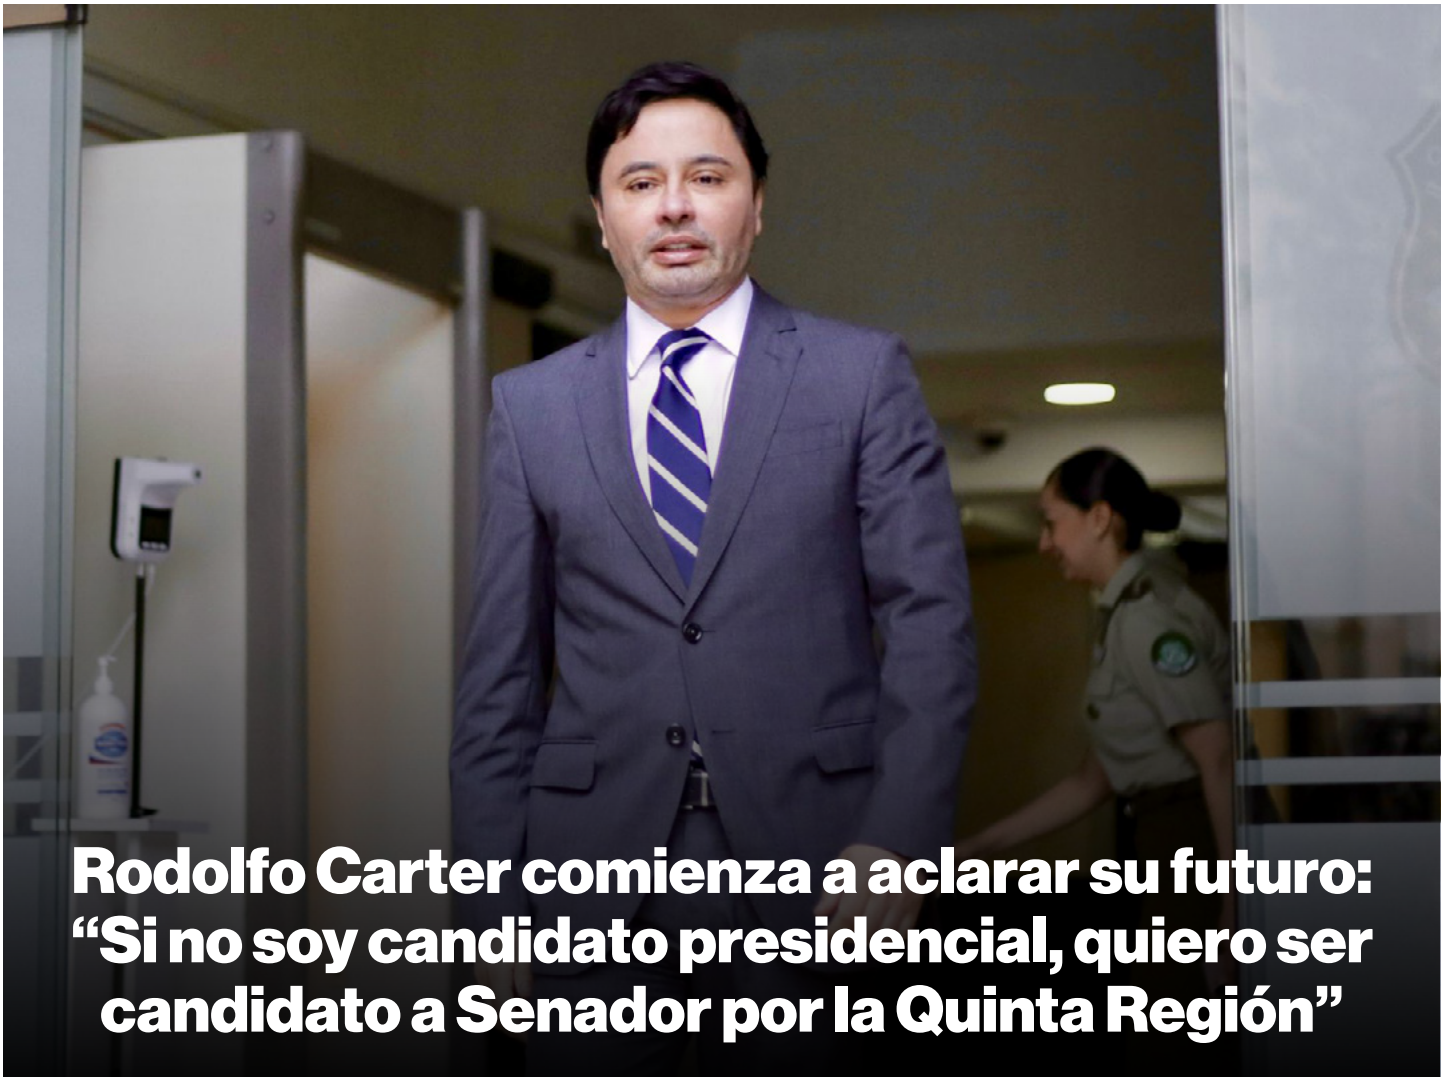 Rodolfo Carter comienza a aclarar su futuro:
“Si no soy candidato presidencial, quiero ser
candidato a Senador por la Quinta Región”